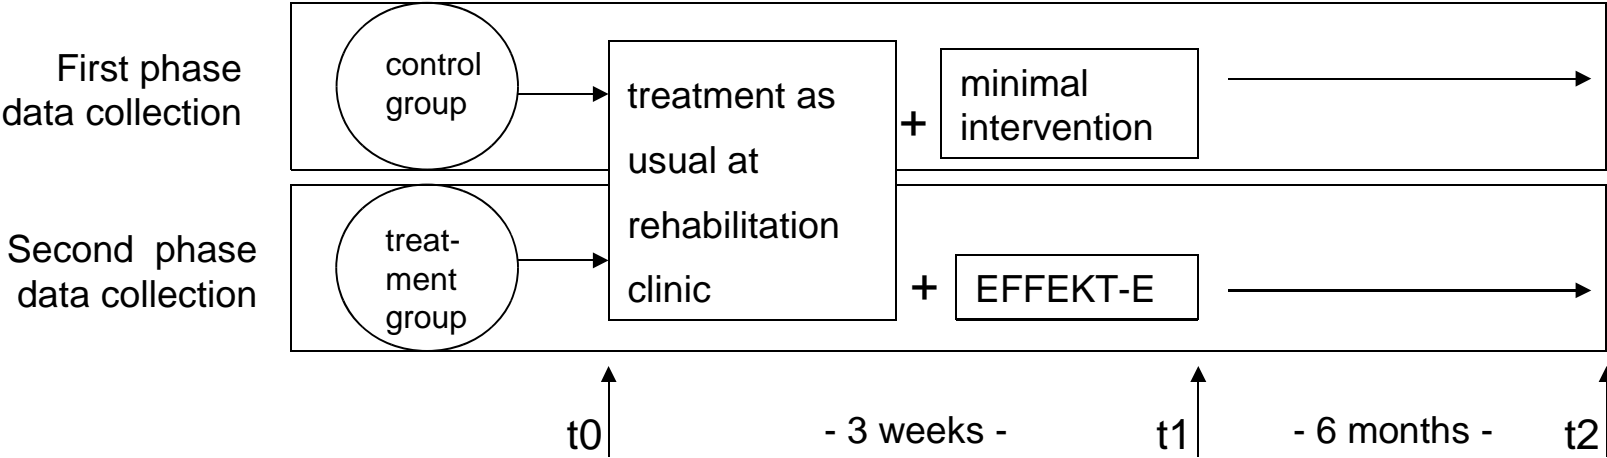 First phase
data collection
control
group
treatment as
usual at
rehabilitation
clinic
+
minimal
intervention
Second  phase
data collection
treat-
ment
group
+
EFFEKT-E
t0
- 3 weeks -
t1
- 6 months -
t2